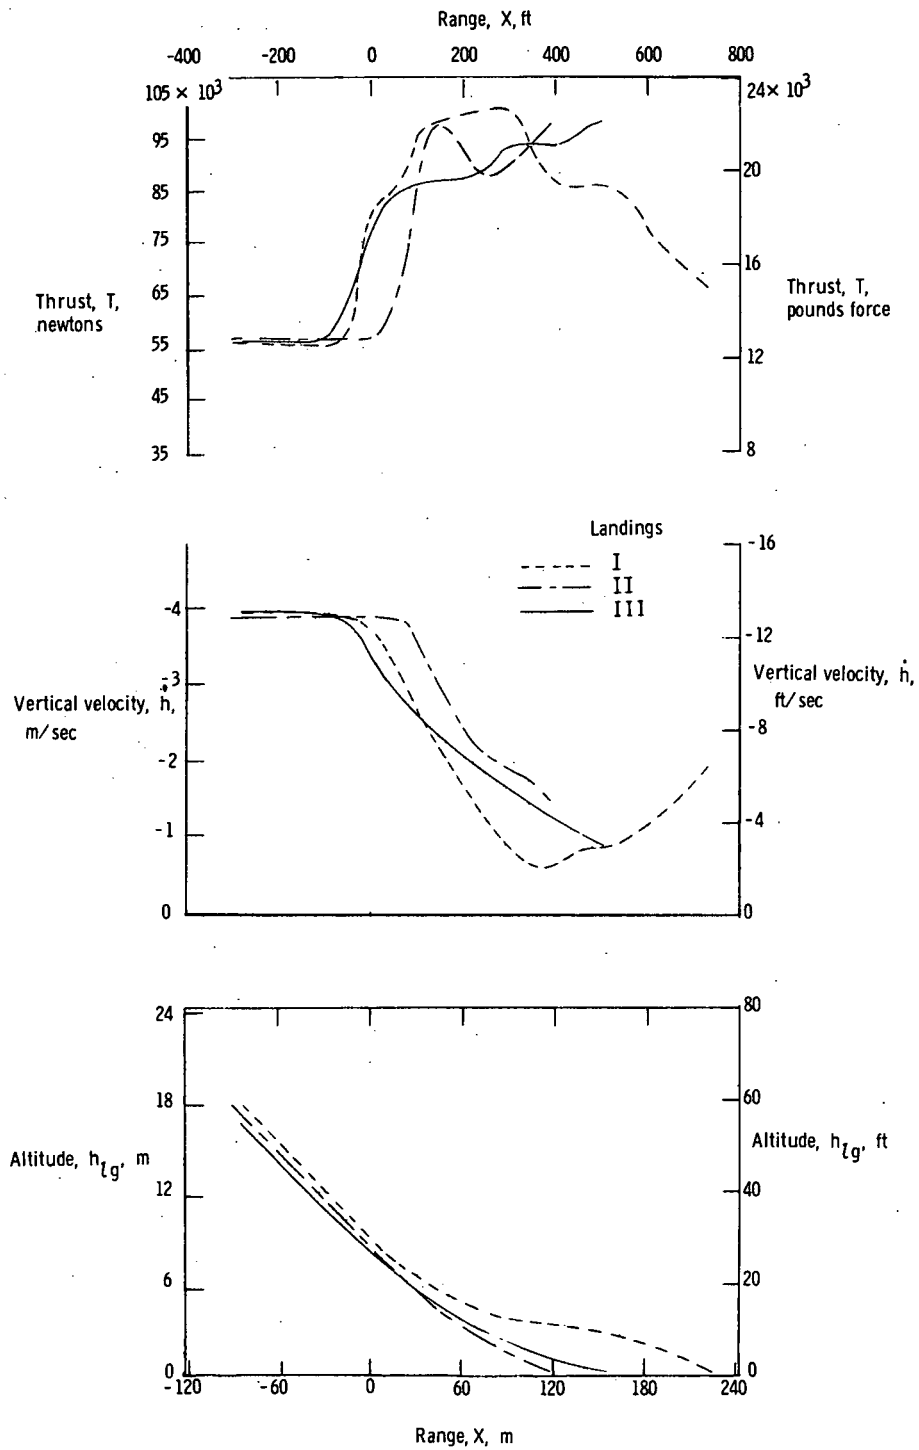 Range, X, ft
-400 -200 0 200 400 600 800
105 × 10³
24× 10³
95
85
75
65
55
45
35
20
16
12
8
Thrust, T,
newtons
Thrust, T,
pounds force
Landings
I
II
III
-4
-3
-2
-1
0
-16
-12
-8
-4
0
Vertical velocity, ḣ,
m/sec
Vertical velocity, ḣ,
ft/sec
24
18
12
6
0
80
60
40
20
0
Altitude, hlg, m
Altitude, hlg, ft
-120 -60 0 60 120 180 240
Range, X, m